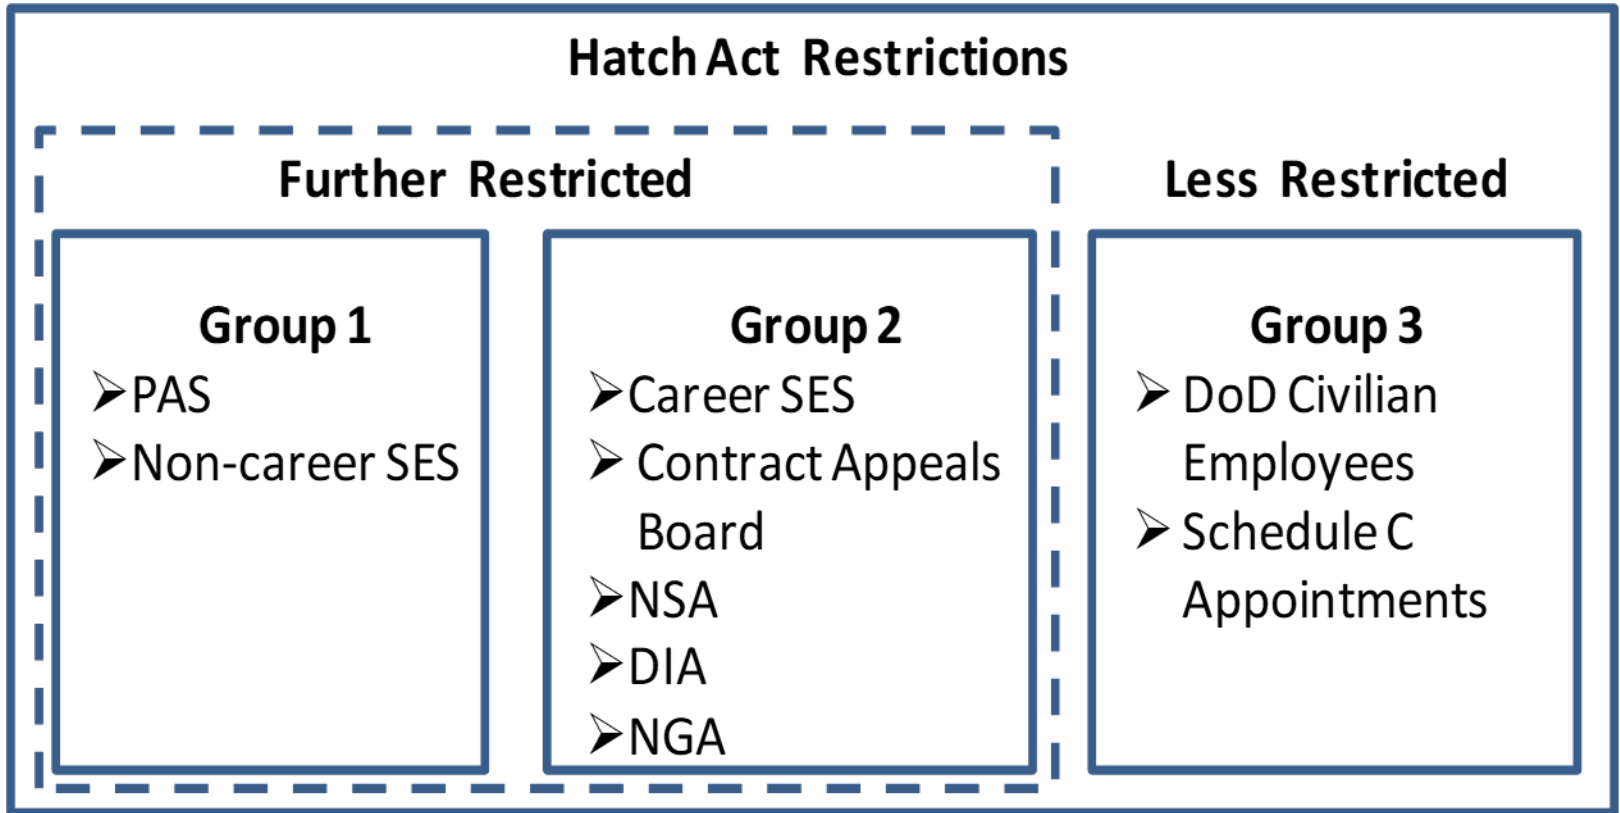 Hatch Act Restrictions
Further Restricted
Less Restricted
Group 1
➢PAS
➢Non-career SES
Group 2
➢Career SES
➢ Contract Appeals
Board
➢NSA
➢DIA
➢NGA
Group 3
➢ DoD Civilian
Employees
➢ Schedule C
Appointments